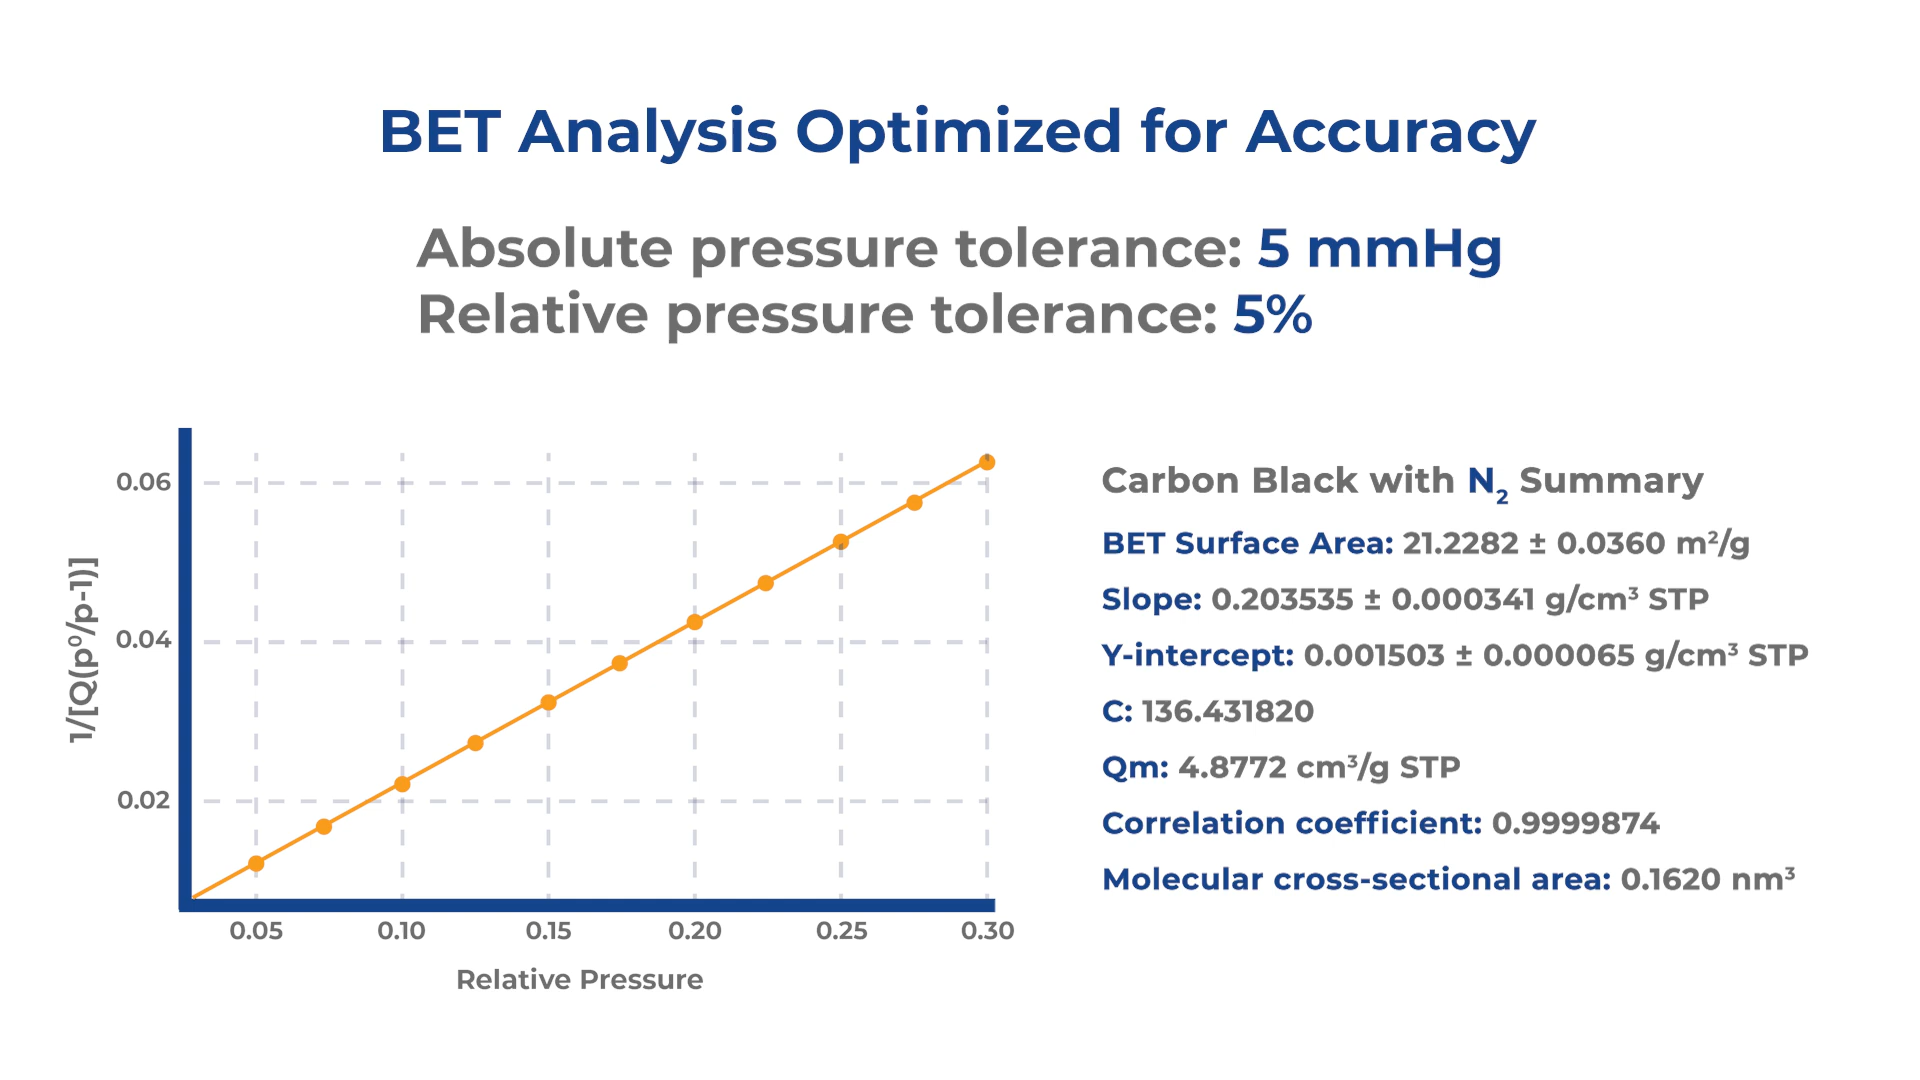 BET Analysis Optimized for Accuracy
Absolute pressure tolerance: 5 mmHg
Relative pressure tolerance: 5%
1/[Q(p⁰/p-1)]
0.06
0.04
0.02
0.05 0.10 0.15 0.20 0.25 0.30
Relative Pressure
Carbon Black with N₂ Summary
BET Surface Area: 21.2282 ± 0.0360 m²/g
Slope: 0.203535 ± 0.000341 g/cm³ STP
Y-intercept: 0.001503 ± 0.000065 g/cm³ STP
C: 136.431820
Qm: 4.8772 cm³/g STP
Correlation coefficient: 0.9999874
Molecular cross-sectional area: 0.1620 nm³